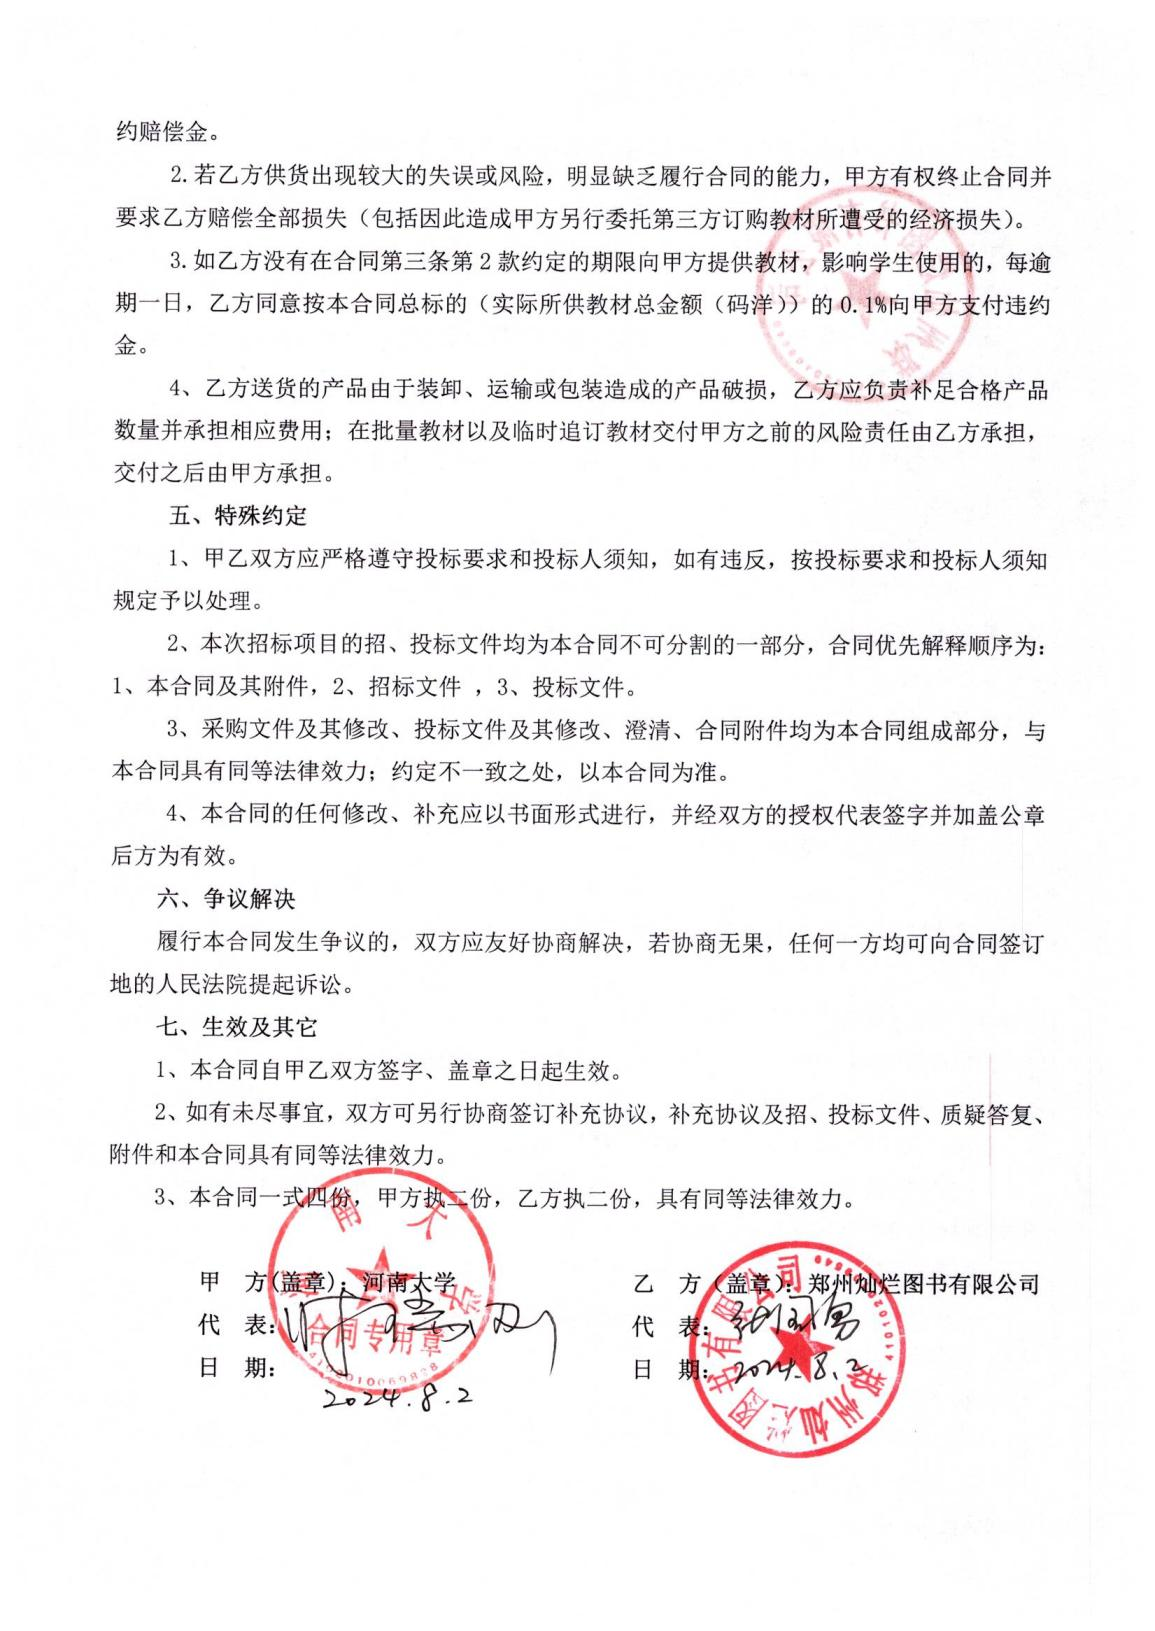 约赔偿金。
2.若乙方供货出现较大的失误或风险，明显缺乏履行合同的能力，甲方有权终止合同并
要求乙方赔偿全部损失（包括因此造成甲方另行委托第三方订购教材所遭受的经济损失）。
3.如乙方没有在合同第三条第2款约定的期限向甲方提供教材，影响学生使用的，每逾
期一日，乙方同意按本合同总标的（实际所供教材总金额（码洋））的0.1%向甲方支付违约
金。
4、乙方送货的产品由于装卸、运输或包装造成的产品破损，乙方应负责补足合格产品
数量并承担相应费用；在批量教材以及临时追订教材交付甲方之前的风险责任由乙方承担，
交付之后由甲方承担。
五、特殊约定
1、甲乙双方应严格遵守投标要求和投标人须知，如有违反，按投标要求和投标人须知
规定予以处理。
2、本次招标项目的招、投标文件均为本合同不可分割的一部分，合同优先解释顺序为：
1、本合同及其附件，2、招标文件 ，3、投标文件。
3、采购文件及其修改、投标文件及其修改、澄清、合同附件均为本合同组成部分，与
本合同具有同等法律效力；约定不一致之处，以本合同为准。
4、本合同的任何修改、补充应以书面形式进行，并经双方的授权代表签字并加盖公章
后方为有效。
六、争议解决
履行本合同发生争议的，双方应友好协商解决，若协商无果，任何一方均可向合同签订
地的人民法院提起诉讼。
七、生效及其它
1、本合同自甲乙双方签字、盖章之日起生效。
2、如有未尽事宜，双方可另行协商签订补充协议，补充协议及招、投标文件、质疑答复、
附件和本合同具有同等法律效力。
3、本合同一式四份，甲方执二份，乙方执二份，具有同等法律效力。
甲 方(盖章)：河南大学 乙 方（盖章）：郑州灿烂图书有限公司
代 表： 代 表：
日 期： 日 期：2024.8.2
2024.8.2
河南大学
合同专用章
郑州灿烂图书有限公司